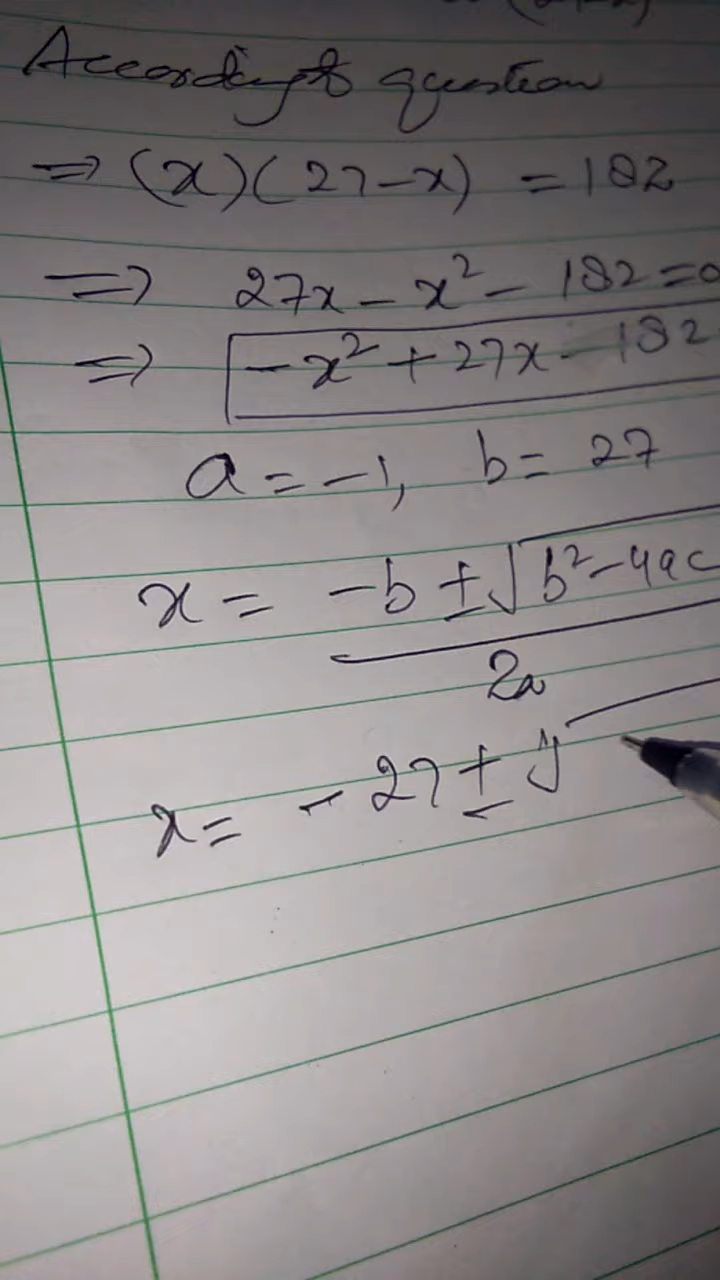 According to question
⇒ (x)(27-x) = 182
⇒ 27x - x² - 182 = 0
⇒ -x² + 27x - 182
a = -1, b = 27
x = -b ± √b²-4ac
2a
x = -27 ± √